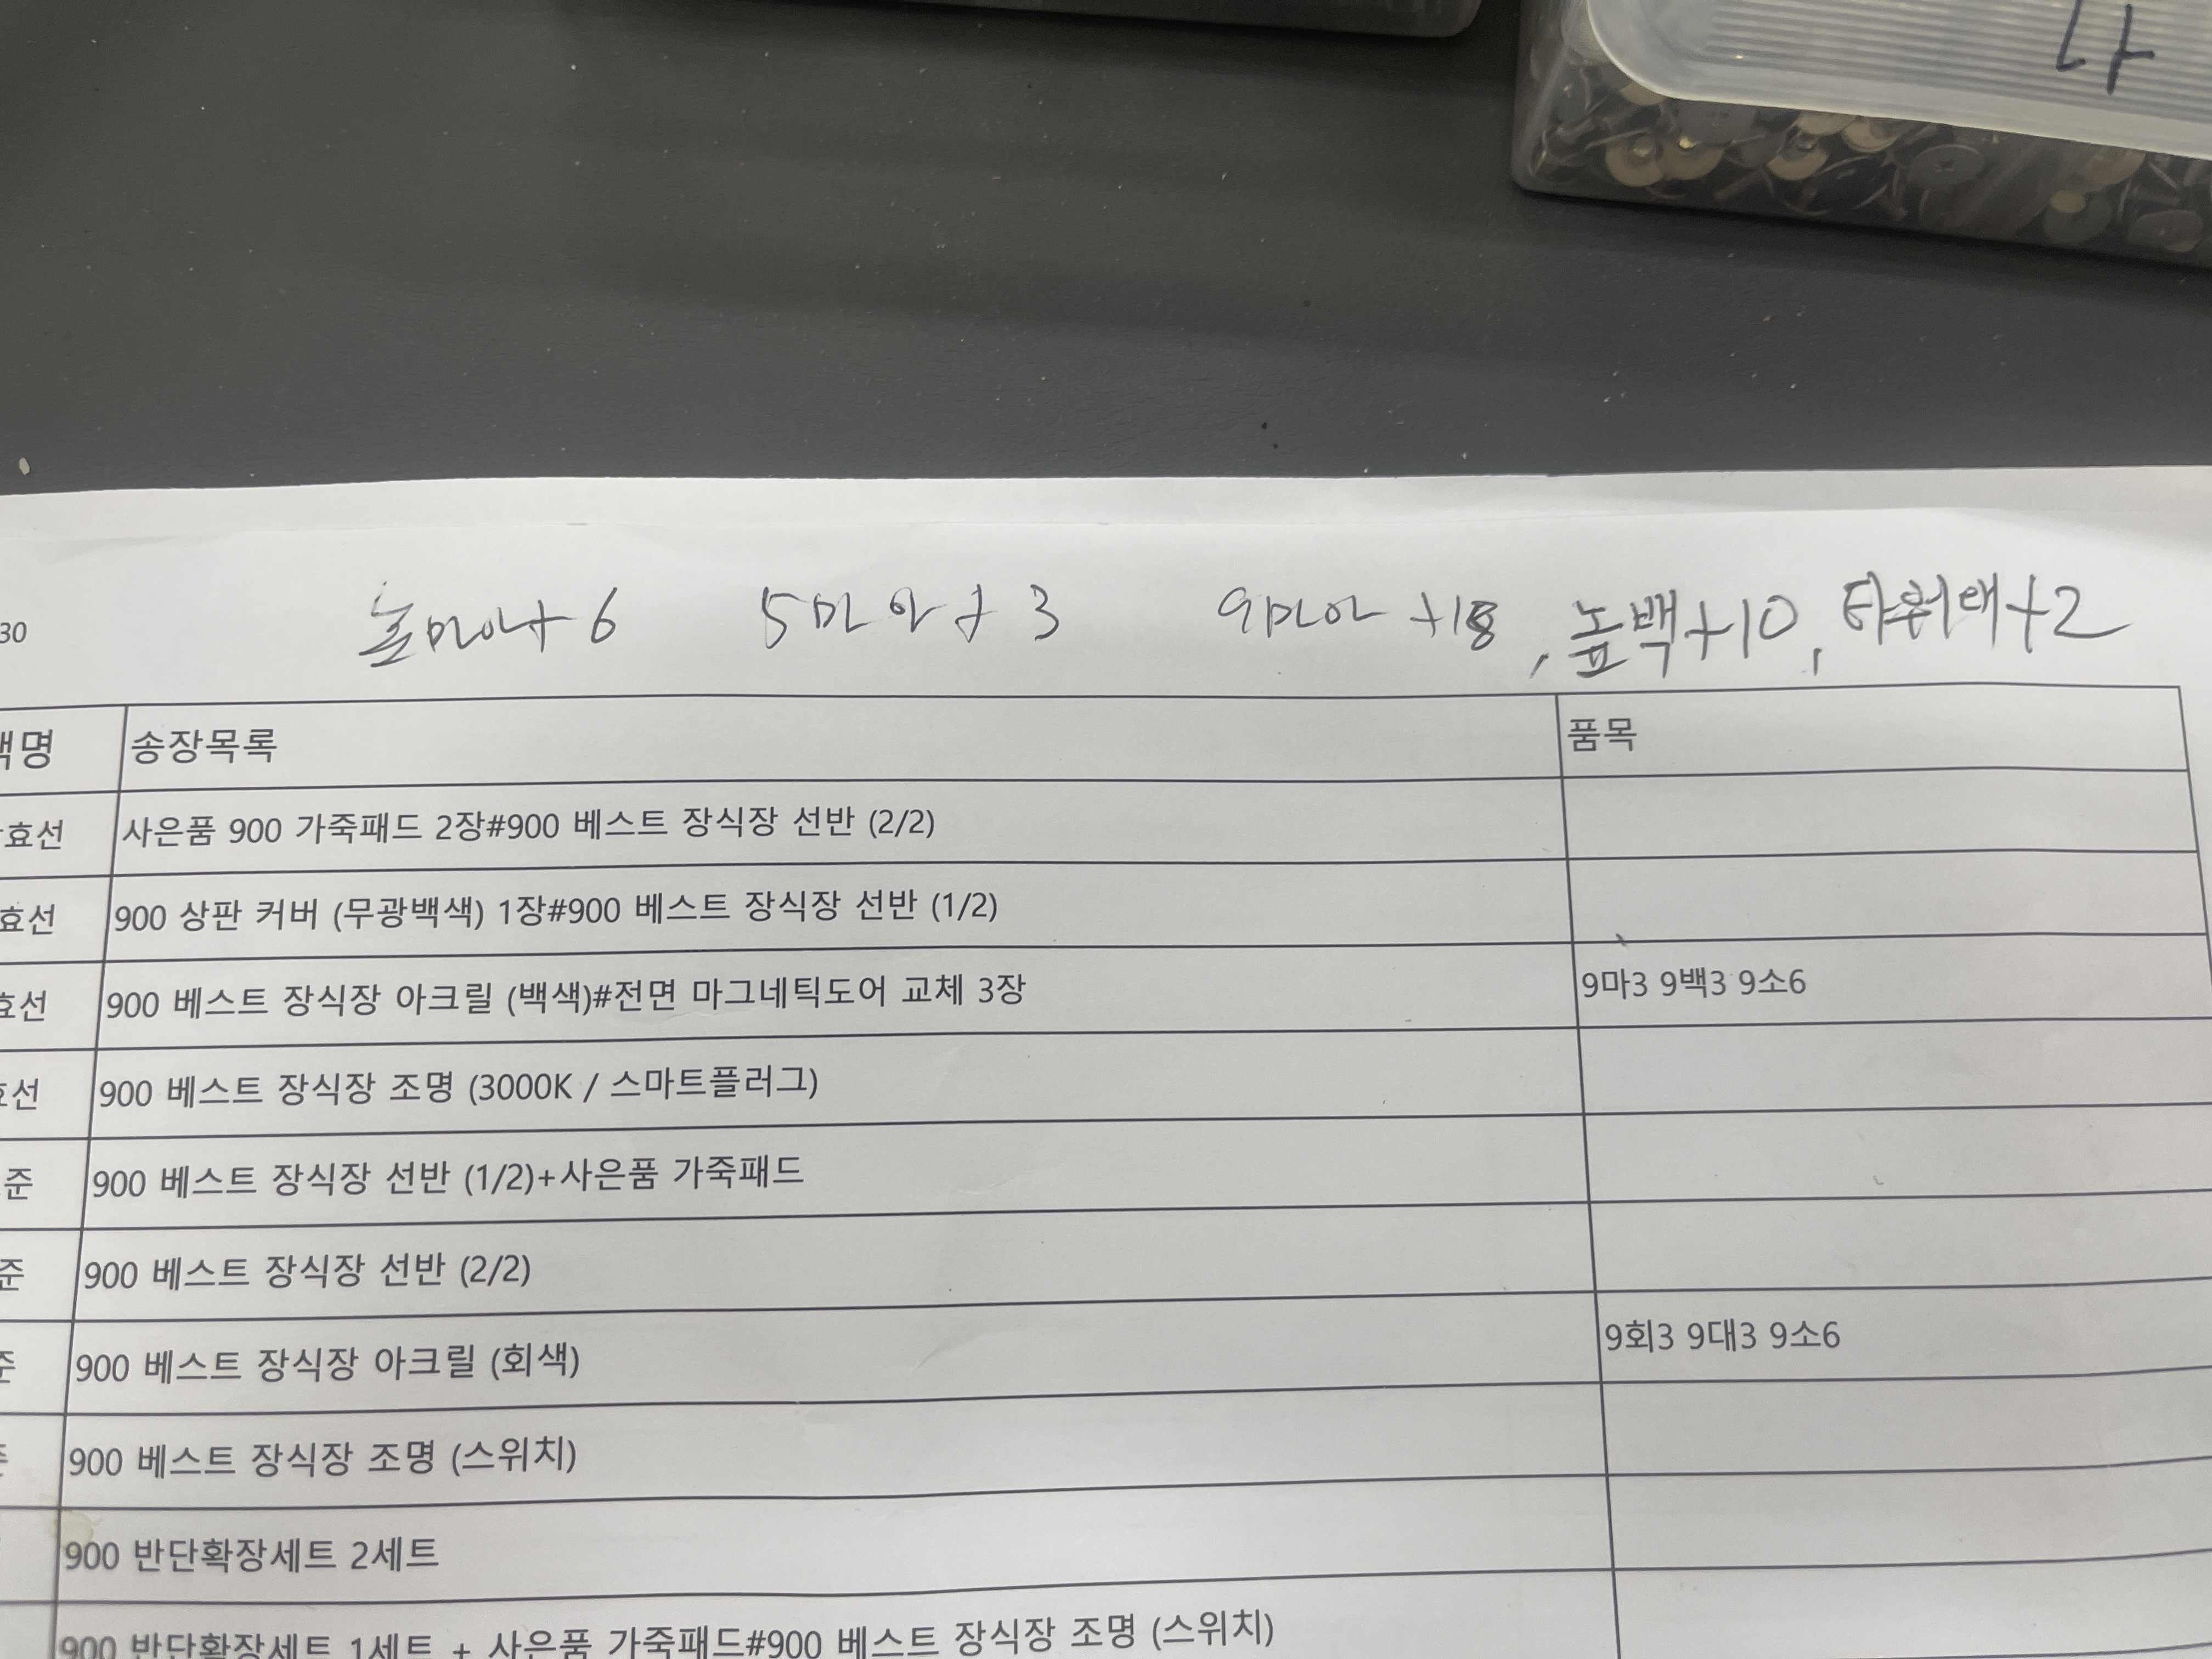 나
30
높마아+6 5마아+3 9마아+18, 높백+10, 타워대+2
송장목록 품목
효선 사은품 900 가죽패드 2장#900 베스트 장식장 선반 (2/2)
효선 900 상판 커버 (무광백색) 1장#900 베스트 장식장 선반 (1/2)
효선 900 베스트 장식장 아크릴 (백색)#전면 마그네틱도어 교체 3장 9마3 9백3 9소6
선 900 베스트 장식장 조명 (3000K / 스마트플러그)
준 900 베스트 장식장 선반 (1/2)+사은품 가죽패드
준 900 베스트 장식장 선반 (2/2)
준 900 베스트 장식장 아크릴 (회색) 9회3 9대3 9소6
900 베스트 장식장 조명 (스위치)
900 반단확장세트 2세트
900 반단확장세트 1세트 + 사은품 가죽패드#900 베스트 장식장 조명 (스위치)